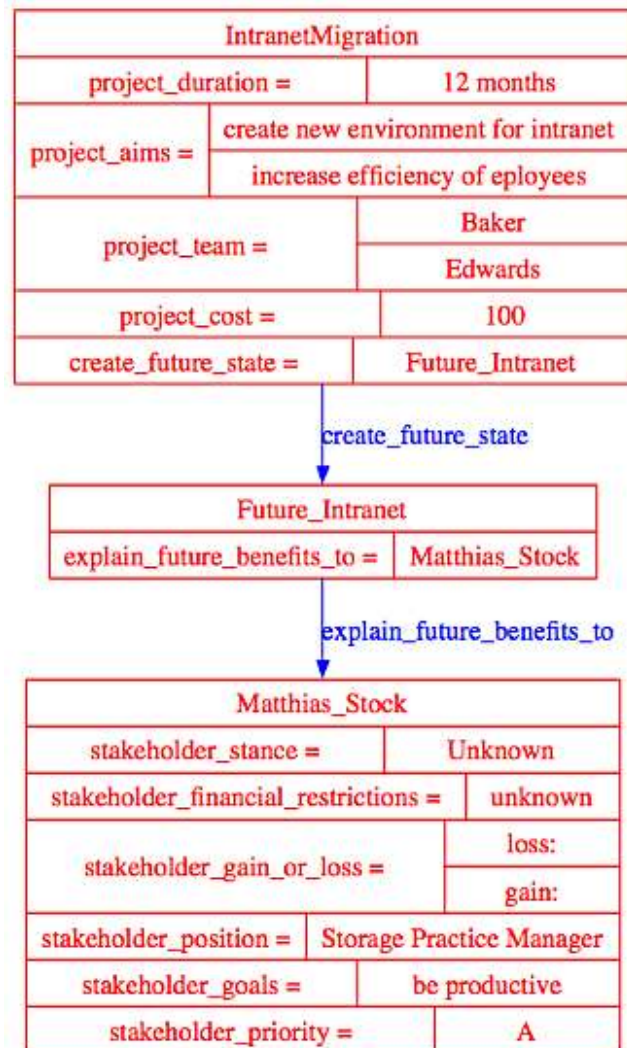 IntranetMigration
project_duration = 12 months
project_aims = create new environment for intranet
increase efficiency of eployees
project_team = Baker
Edwards
project_cost = 100
create_future_state = Future_Intranet
create_future_state
Future_Intranet
explain_future_benefits_to = Matthias_Stock
explain_future_benefits_to
Matthias_Stock
stakeholder_stance = Unknown
stakeholder_financial_restrictions = unknown
stakeholder_gain_or_loss = loss:
gain:
stakeholder_position = Storage Practice Manager
stakeholder_goals = be productive
stakeholder_priority = A